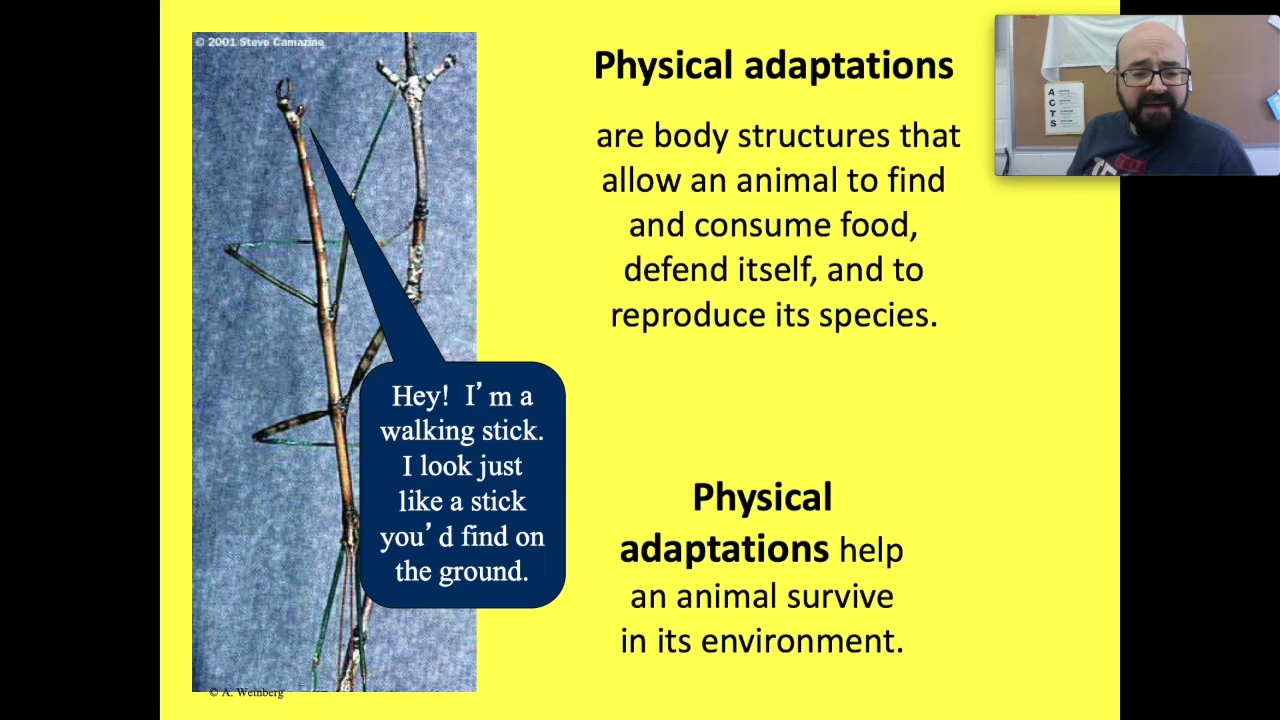 © 2001 Steve Camazine
Physical adaptations
are body structures that
allow an animal to find
and consume food,
defend itself, and to
reproduce its species.
Hey!  I’m a
walking stick.
I look just
like a stick
you’d find on
the ground.
Physical
adaptations help
an animal survive
in its environment.
© A. Weinberg
A
C
T
S